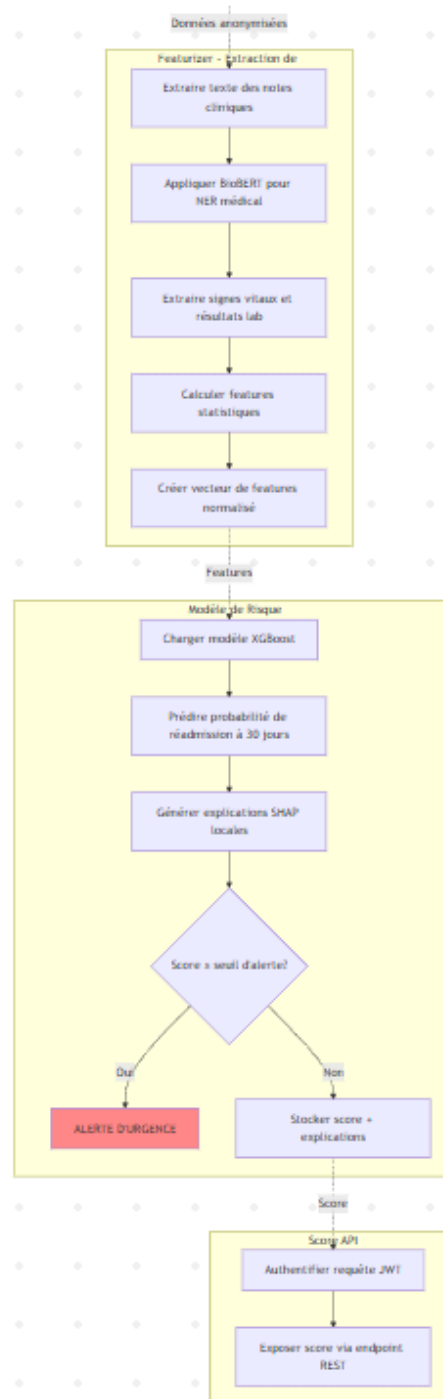 Données anonymisées
Featurizer - Extraction de
Extraire texte des notes
cliniques
Appliquer BioBERT pour
NER médical
Extraire signes vitaux et
résultats lab
Calculer features
statistiques
Créer vecteur de features
normalisé
Features
Modèle de Risque
Charger modèle XGBoost
Prédire probabilité de
réadmission à 30 jours
Générer explications SHAP
locales
Score ≥ seuil d'alerte?
Oui
Non
ALERTE D'URGENCE
Stocker score +
explications
Score
Score API
Authentifier requête JWT
Exposer score via endpoint
REST